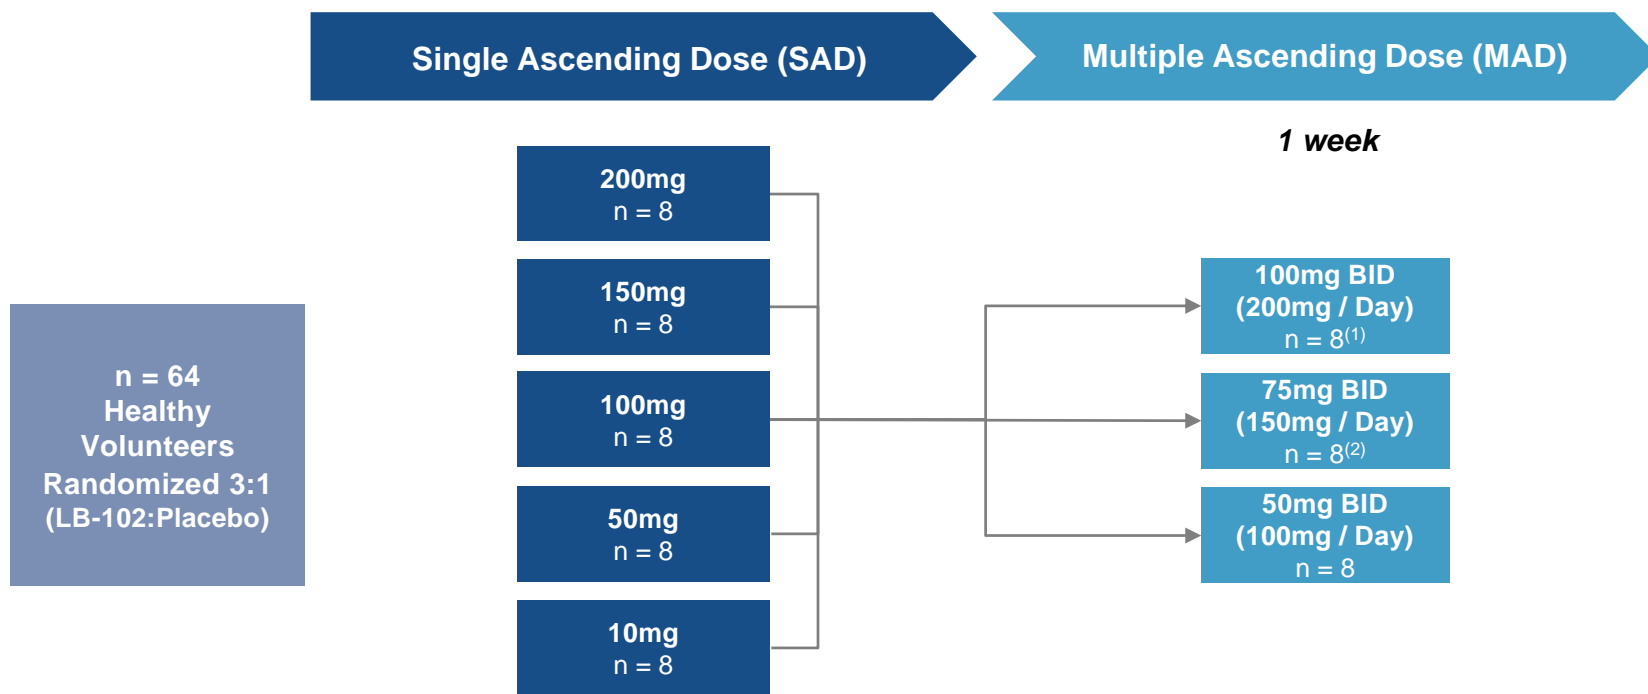 Single Ascending Dose (SAD)
Multiple Ascending Dose (MAD)
1 week
n = 64
Healthy
Volunteers
Randomized 3:1
(LB-102:Placebo)
200mg
n = 8
150mg
n = 8
100mg
n = 8
50mg
n = 8
10mg
n = 8
100mg BID
(200mg / Day)
n = 8(1)
75mg BID
(150mg / Day)
n = 8(2)
50mg BID
(100mg / Day)
n = 8